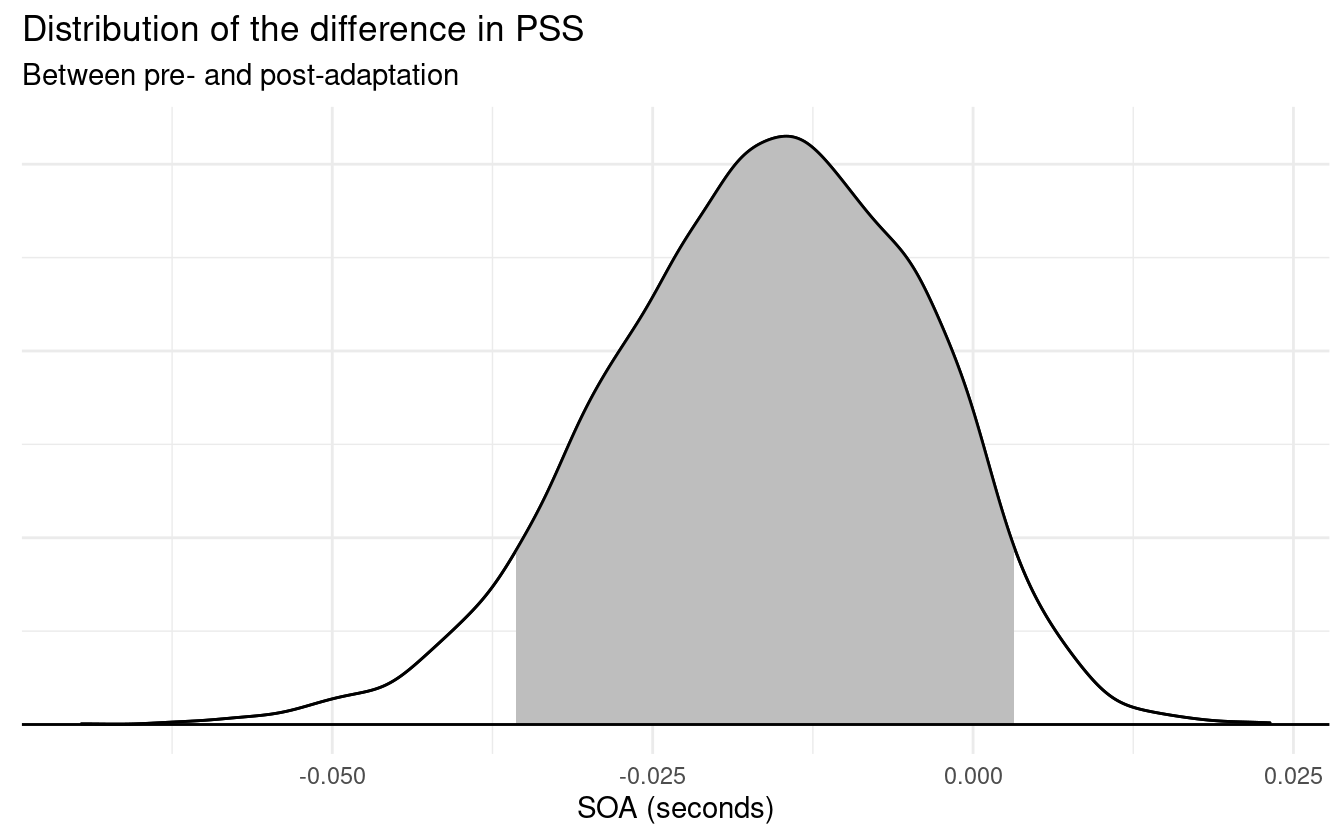 Distribution of the difference in PSS
Between pre- and post-adaptation
-0.050 -0.025 0.000 0.025
SOA (seconds)